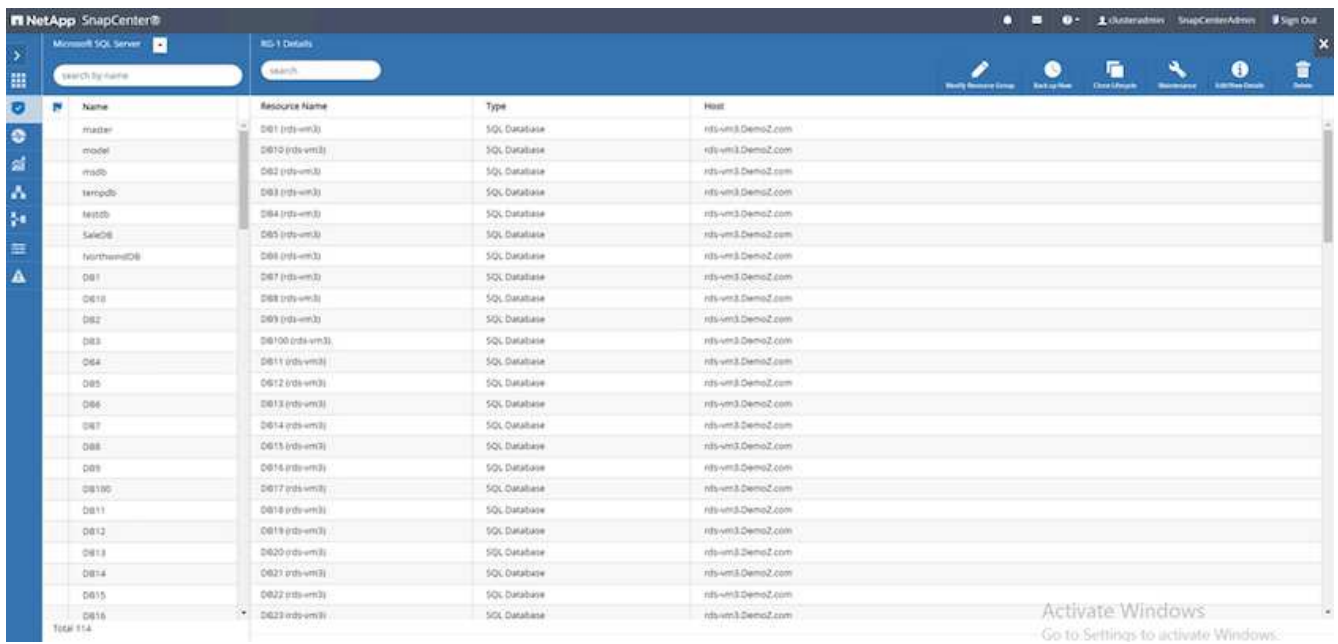 NetApp SnapCenter® clusteradmin SnapCenterAdmin Sign Out
Microsoft SQL Server RG-1 Details
search by name search
Modify Resource Group Back up Now Clone Lifecycle Maintenance Edit/View Details Delete
Name Resource Name Type Host
master DB1 (rds-vm3) SQL Database rds-vm3.DemoZ.com
model DB10 (rds-vm3) SQL Database rds-vm3.DemoZ.com
msdb DB2 (rds-vm3) SQL Database rds-vm3.DemoZ.com
tempdb DB3 (rds-vm3) SQL Database rds-vm3.DemoZ.com
testdb DB4 (rds-vm3) SQL Database rds-vm3.DemoZ.com
SaleDB DB5 (rds-vm3) SQL Database rds-vm3.DemoZ.com
NorthwindDB DB6 (rds-vm3) SQL Database rds-vm3.DemoZ.com
DB1 DB7 (rds-vm3) SQL Database rds-vm3.DemoZ.com
DB10 DB8 (rds-vm3) SQL Database rds-vm3.DemoZ.com
DB2 DB9 (rds-vm3) SQL Database rds-vm3.DemoZ.com
DB3 DB100 (rds-vm3) SQL Database rds-vm3.DemoZ.com
DB4 DB11 (rds-vm3) SQL Database rds-vm3.DemoZ.com
DB5 DB12 (rds-vm3) SQL Database rds-vm3.DemoZ.com
DB6 DB13 (rds-vm3) SQL Database rds-vm3.DemoZ.com
DB7 DB14 (rds-vm3) SQL Database rds-vm3.DemoZ.com
DB8 DB15 (rds-vm3) SQL Database rds-vm3.DemoZ.com
DB9 DB16 (rds-vm3) SQL Database rds-vm3.DemoZ.com
DB100 DB17 (rds-vm3) SQL Database rds-vm3.DemoZ.com
DB11 DB18 (rds-vm3) SQL Database rds-vm3.DemoZ.com
DB12 DB19 (rds-vm3) SQL Database rds-vm3.DemoZ.com
DB13 DB20 (rds-vm3) SQL Database rds-vm3.DemoZ.com
DB14 DB21 (rds-vm3) SQL Database rds-vm3.DemoZ.com
DB15 DB22 (rds-vm3) SQL Database rds-vm3.DemoZ.com
DB16 DB23 (rds-vm3) SQL Database rds-vm3.DemoZ.com
Total 114
Activate Windows
Go to Settings to activate Windows.